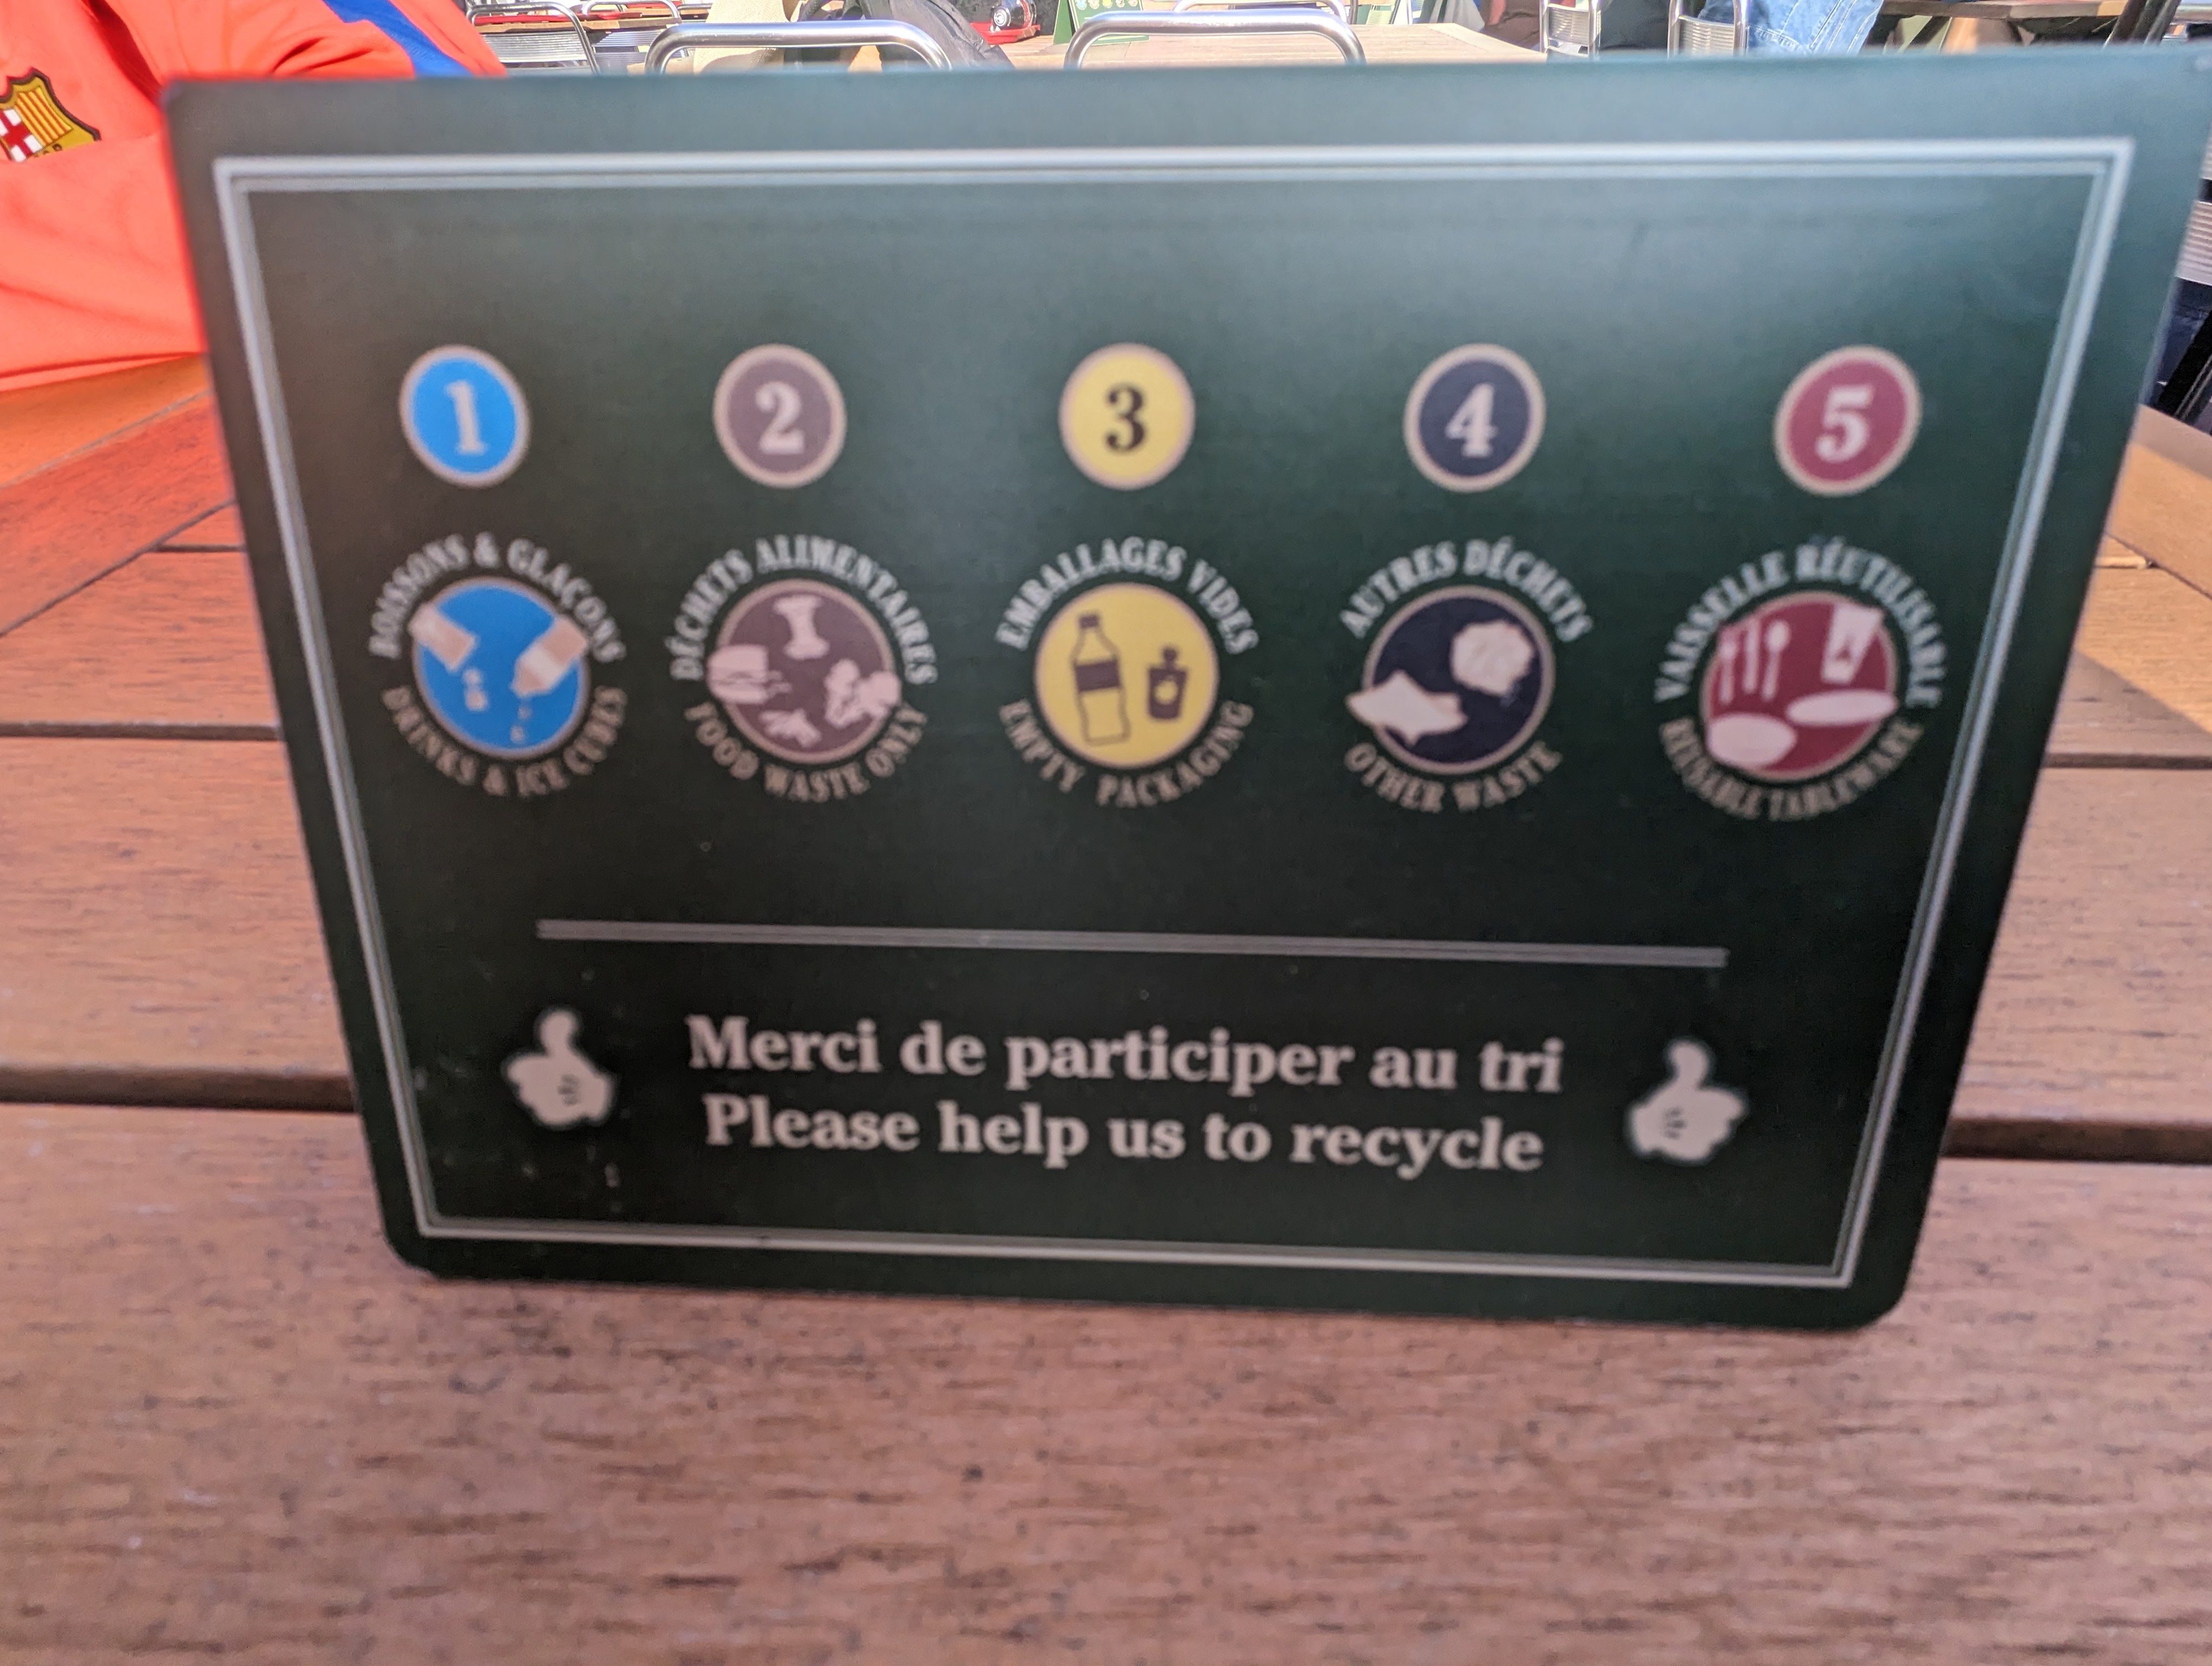 1
2
3
4
5
BOISSONS & GLAÇONS
DRINKS & ICE CUBES
DÉCHETS ALIMENTAIRES
FOOD WASTE ONLY
EMBALLAGES VIDES
EMPTY PACKAGING
AUTRES DÉCHETS
OTHER WASTE
VAISSELLE RÉUTILISABLE
REUSABLE TABLEWARE
Merci de participer au tri
Please help us to recycle